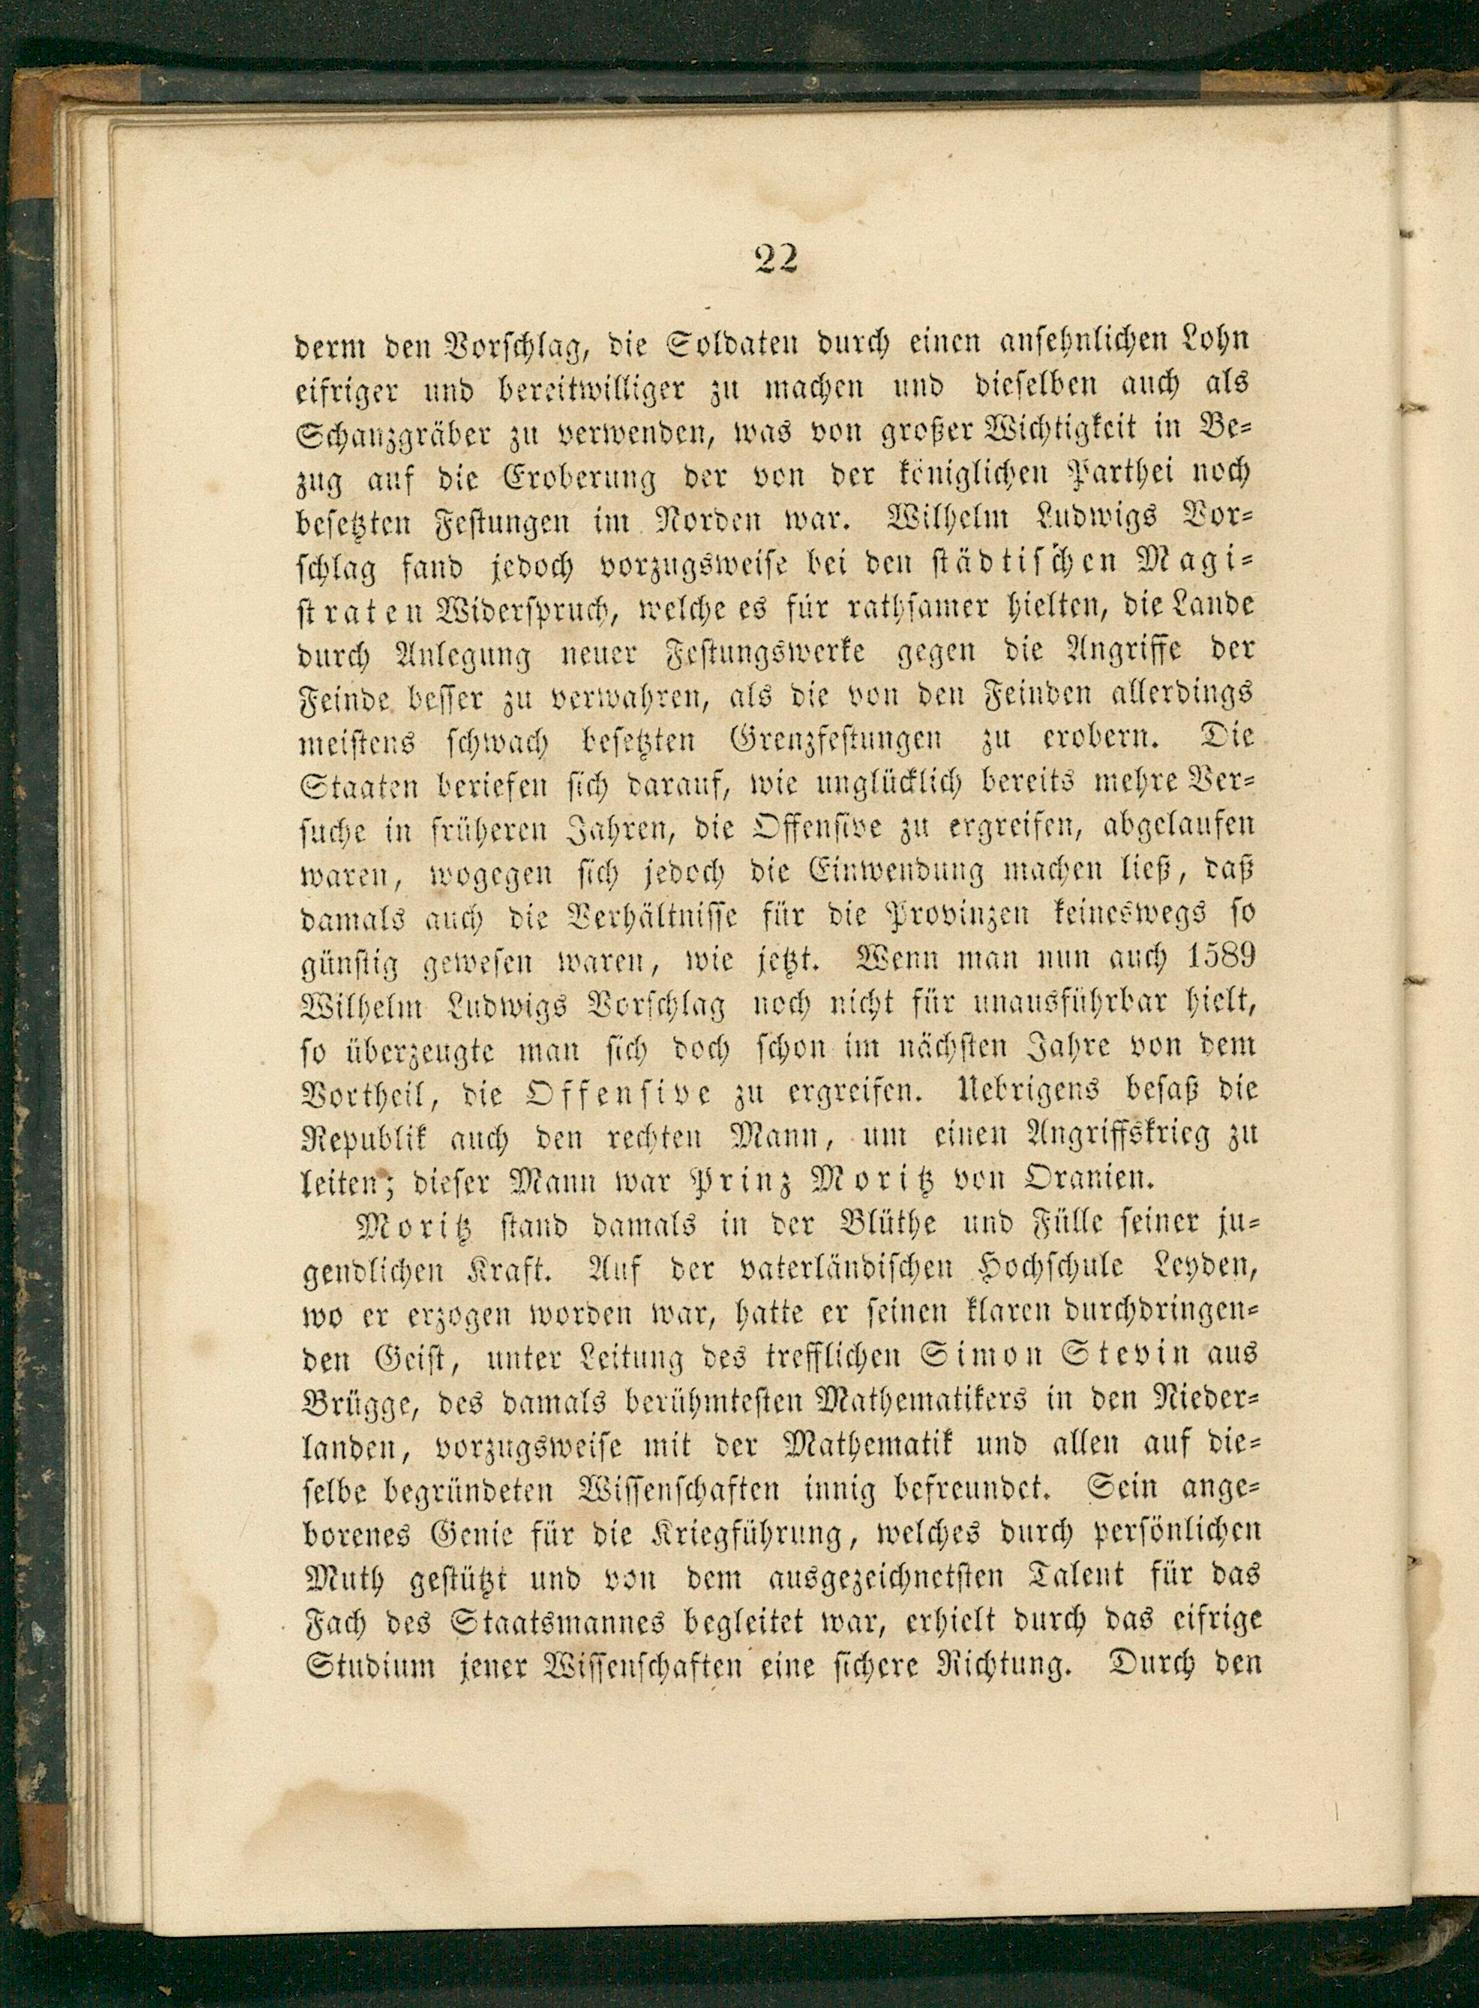 22
derm den Vorschlag, die Soldaten durch einen ansehnlichen Lohn
eifriger und bereitwilliger zu machen und dieselben auch als
Schanzgräber zu verwenden, was von großer Wichtigkeit in Be-
zug auf die Eroberung der von der königlichen Parthei noch
besetzten Festungen im Norden war. Wilhelm Ludwigs Vor-
schlag fand jedoch vorzugsweise bei den städtischen Magi-
straten Widerspruch, welche es für rathsamer hielten, die Lande
durch Anlegung neuer Festungswerke gegen die Angriffe der
Feinde besser zu verwahren, als die von den Feinden allerdings
meistens schwach besetzten Grenzfestungen zu erobern. Die
Staaten beriefen sich darauf, wie unglücklich bereits mehre Ver-
suche in früheren Jahren, die Offensive zu ergreifen, abgelaufen
waren, wogegen sich jedoch die Einwendung machen ließ, daß
damals auch die Verhältnisse für die Provinzen keineswegs so
günstig gewesen waren, wie jetzt. Wenn man nun auch 1589
Wilhelm Ludwigs Vorschlag noch nicht für unausführbar hielt,
so überzeugte man sich doch schon im nächsten Jahre von dem
Vortheil, die Offensive zu ergreifen. Uebrigens besaß die
Republik auch den rechten Mann, um einen Angriffskrieg zu
leiten; dieser Mann war Prinz Moritz von Oranien.
Moritz stand damals in der Blüthe und Fülle seiner ju-
gendlichen Kraft. Auf der vaterländischen Hochschule Leyden,
wo er erzogen worden war, hatte er seinen klaren durchdringen-
den Geist, unter Leitung des trefflichen Simon Stevin aus
Brügge, des damals berühmtesten Mathematikers in den Nieder-
landen, vorzugsweise mit der Mathematik und allen auf die-
selbe begründeten Wissenschaften innig befreundet. Sein ange-
borenes Genie für die Kriegführung, welches durch persönlichen
Muth gestützt und von dem ausgezeichnetsten Talent für das
Fach des Staatsmannes begleitet war, erhielt durch das eifrige
Studium jener Wissenschaften eine sichere Richtung. Durch den